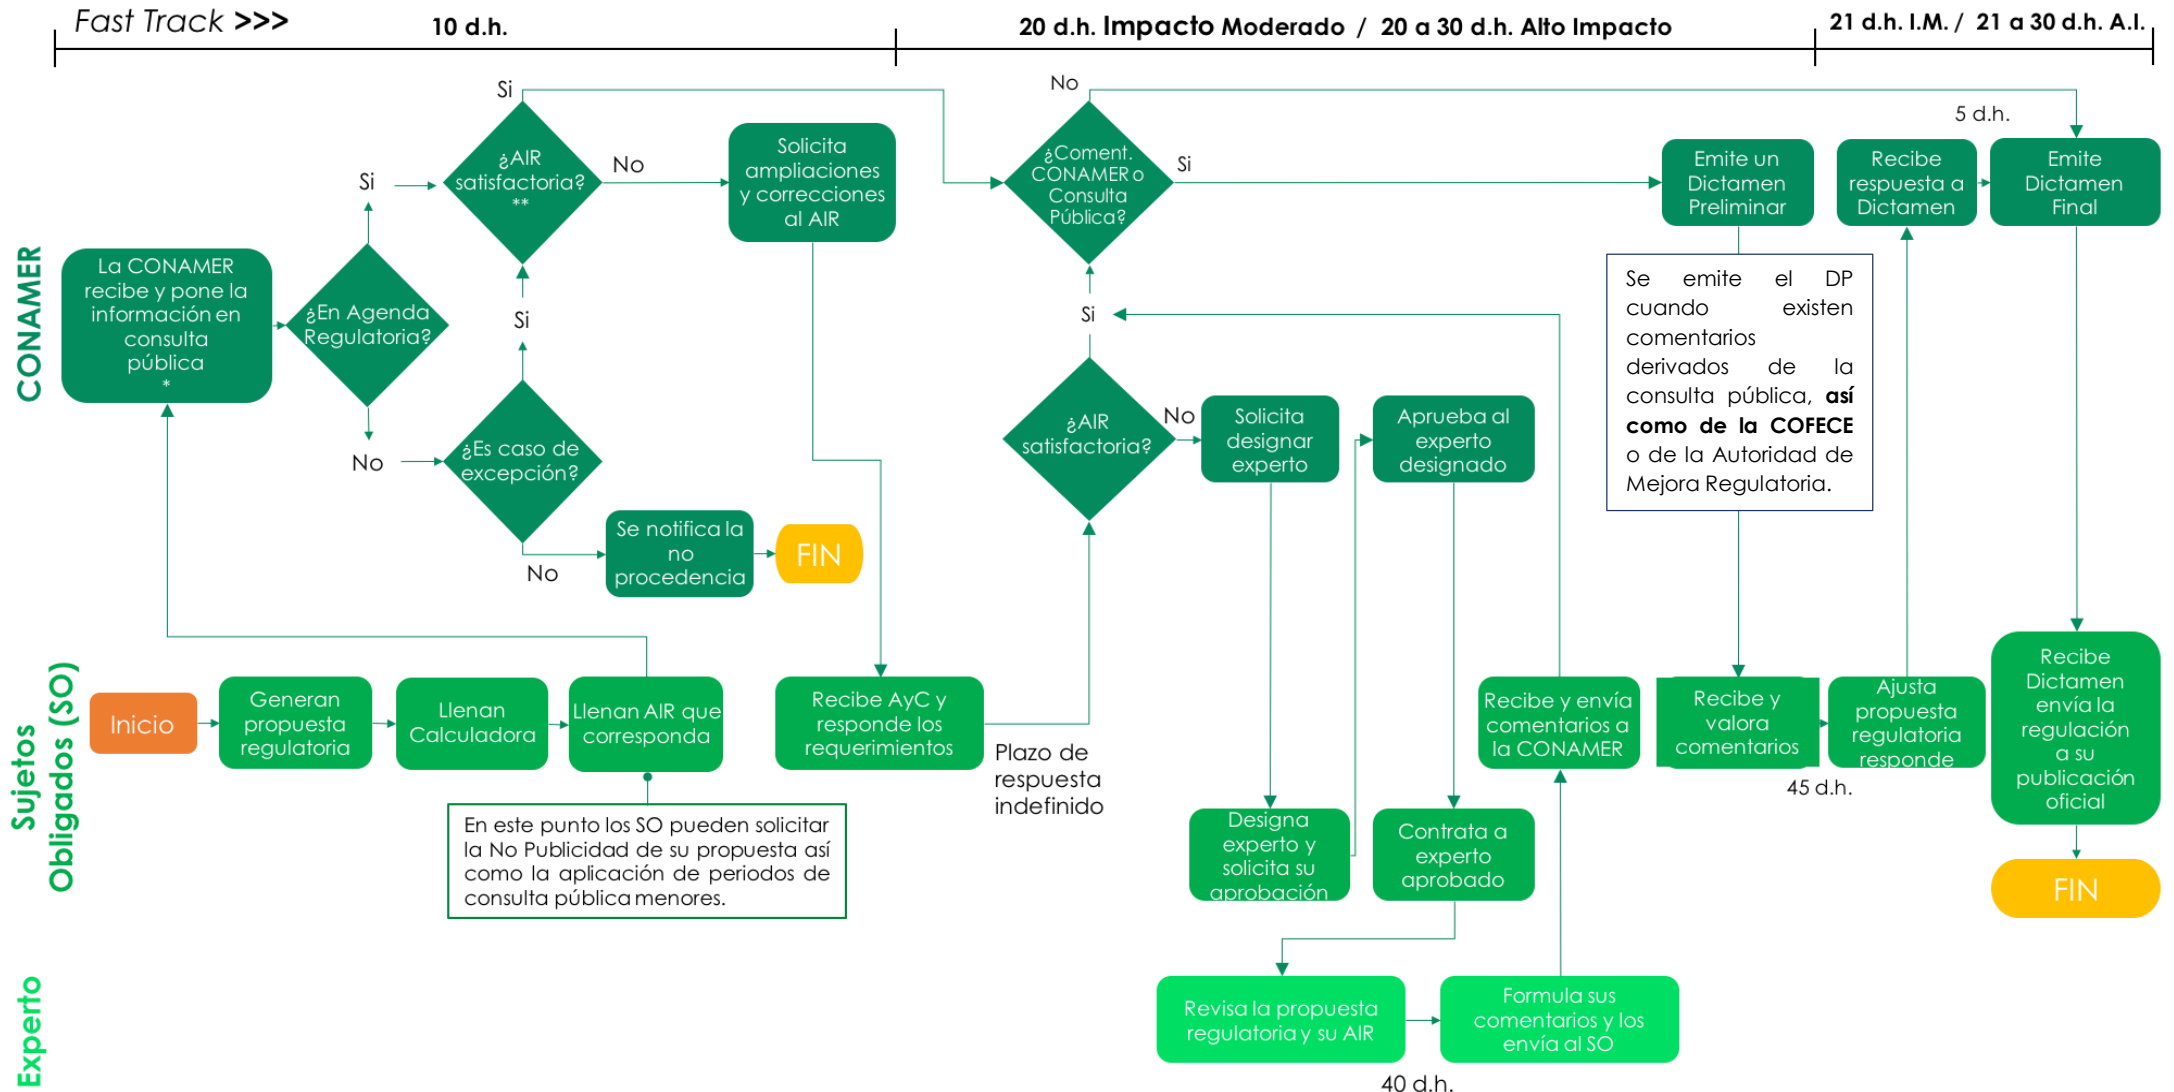 Fast Track >>>
10 d.h.
20 d.h. Impacto Moderado / 20 a 30 d.h. Alto Impacto
21 d.h. I.M. / 21 a 30 d.h. A.I.
CONAMER
La CONAMER
recibe y pone la
información en
consulta
pública
*
¿En Agenda
Regulatoria?
Si
No
¿AIR
satisfactoria?
**
Si
No
Si
¿Es caso de
excepción?
No
Se notifica la
no
procedencia
FIN
Solicita
ampliaciones
y correcciones
al AIR
No
¿Coment.
CONAMER o
Consulta
Pública?
Si
Si
¿AIR
satisfactoria?
No
Solicita
designar
experto
Aprueba al
experto
designado
Emite un
Dictamen
Preliminar
Se emite el DP
cuando existen
comentarios
derivados de la
consulta pública, así
como de la COFECE
o de la Autoridad de
Mejora Regulatoria.
Recibe
respuesta a
Dictamen
5 d.h.
Emite
Dictamen
Final
Sujetos
Obligados (SO)
Inicio
Generan
propuesta
regulatoria
Llenan
Calculadora
Llenan AIR que
corresponda
En este punto los SO pueden solicitar
la No Publicidad de su propuesta así
como la aplicación de periodos de
consulta pública menores.
Recibe AyC y
responde los
requerimientos
Plazo de
respuesta
indefinido
Designa
experto y
solicita su
aprobación
Contrata a
experto
aprobado
Recibe y envía
comentarios a
la CONAMER
Recibe y
valora
comentarios
45 d.h.
Ajusta
propuesta
regulatoria
responde
Recibe
Dictamen
envía la
regulación
a su
publicación
oficial
FIN
Experto
Revisa la propuesta
regulatoria y su AIR
Formula sus
comentarios y los
envía al SO
40 d.h.